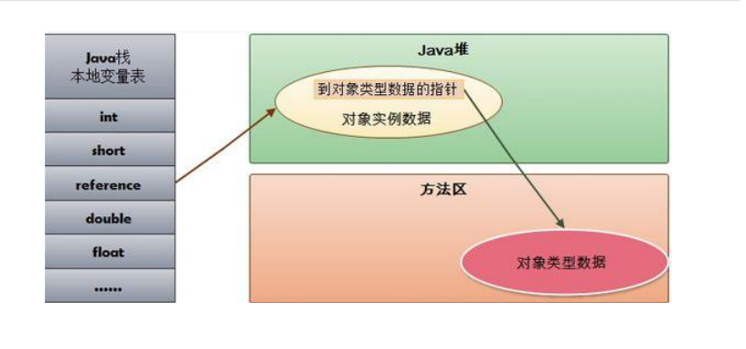 Java栈
本地变量表
int
short
reference
double
float
......
Java堆
到对象类型数据的指针
对象实例数据
方法区
对象类型数据